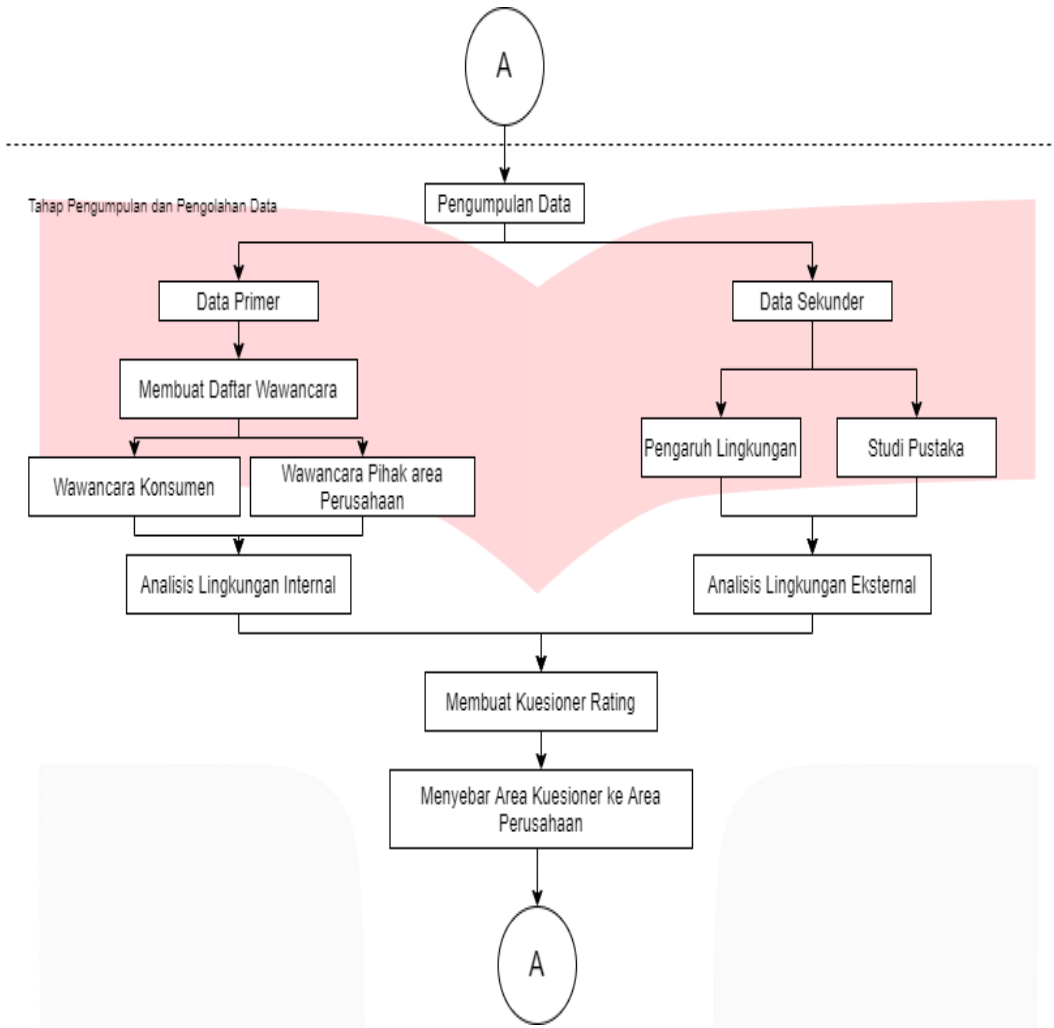 A
Tahap Pengumpulan dan Pengolahan Data
Pengumpulan Data
Data Primer
Data Sekunder
Membuat Daftar Wawancara
Pengaruh Lingkungan
Studi Pustaka
Wawancara Konsumen
Wawancara Pihak area
Perusahaan
Analisis Lingkungan Internal
Analisis Lingkungan Eksternal
Membuat Kuesioner Rating
Menyebar Area Kuesioner ke Area
Perusahaan
A